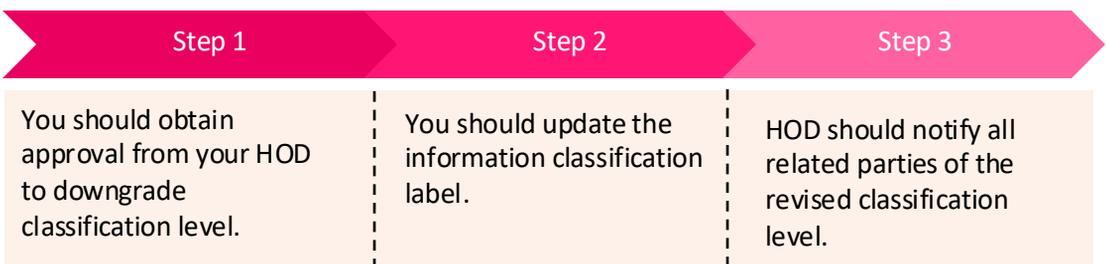 Step 1
Step 2
Step 3
You should obtain
approval from your HOD
to downgrade
classification level.
You should update the
information classification
label.
HOD should notify all
related parties of the
revised classification
level.